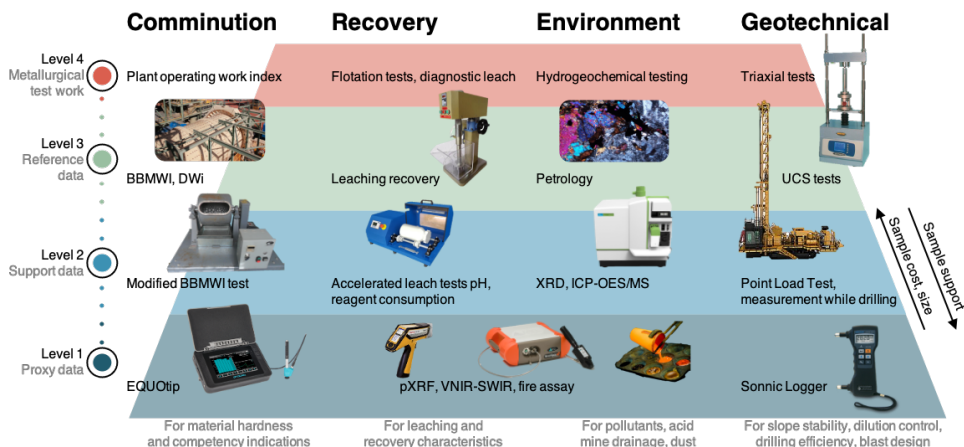 Comminution
Recovery
Environment
Geotechnical
Level 4
Metallurgical
test work
Plant operating work index
Flotation tests, diagnostic leach
Hydrogeochemical testing
Triaxial tests
Level 3
Reference
data
BBMWI, DWi
Leaching recovery
Petrology
UCS tests
Level 2
Support data
Modified BBMWI test
Accelerated leach tests pH,
reagent consumption
XRD, ICP-OES/MS
Point Load Test,
measurement while drilling
Sample cost, size
Sample support
Level 1
Proxy data
EQUOtip
pXRF, VNIR-SWIR, fire assay
Sonnic Logger
For material hardness
and competency indications
For leaching and
recovery characteristics
For pollutants, acid
mine drainage, dust
For slope stability, dilution control,
drilling efficiency, blast design